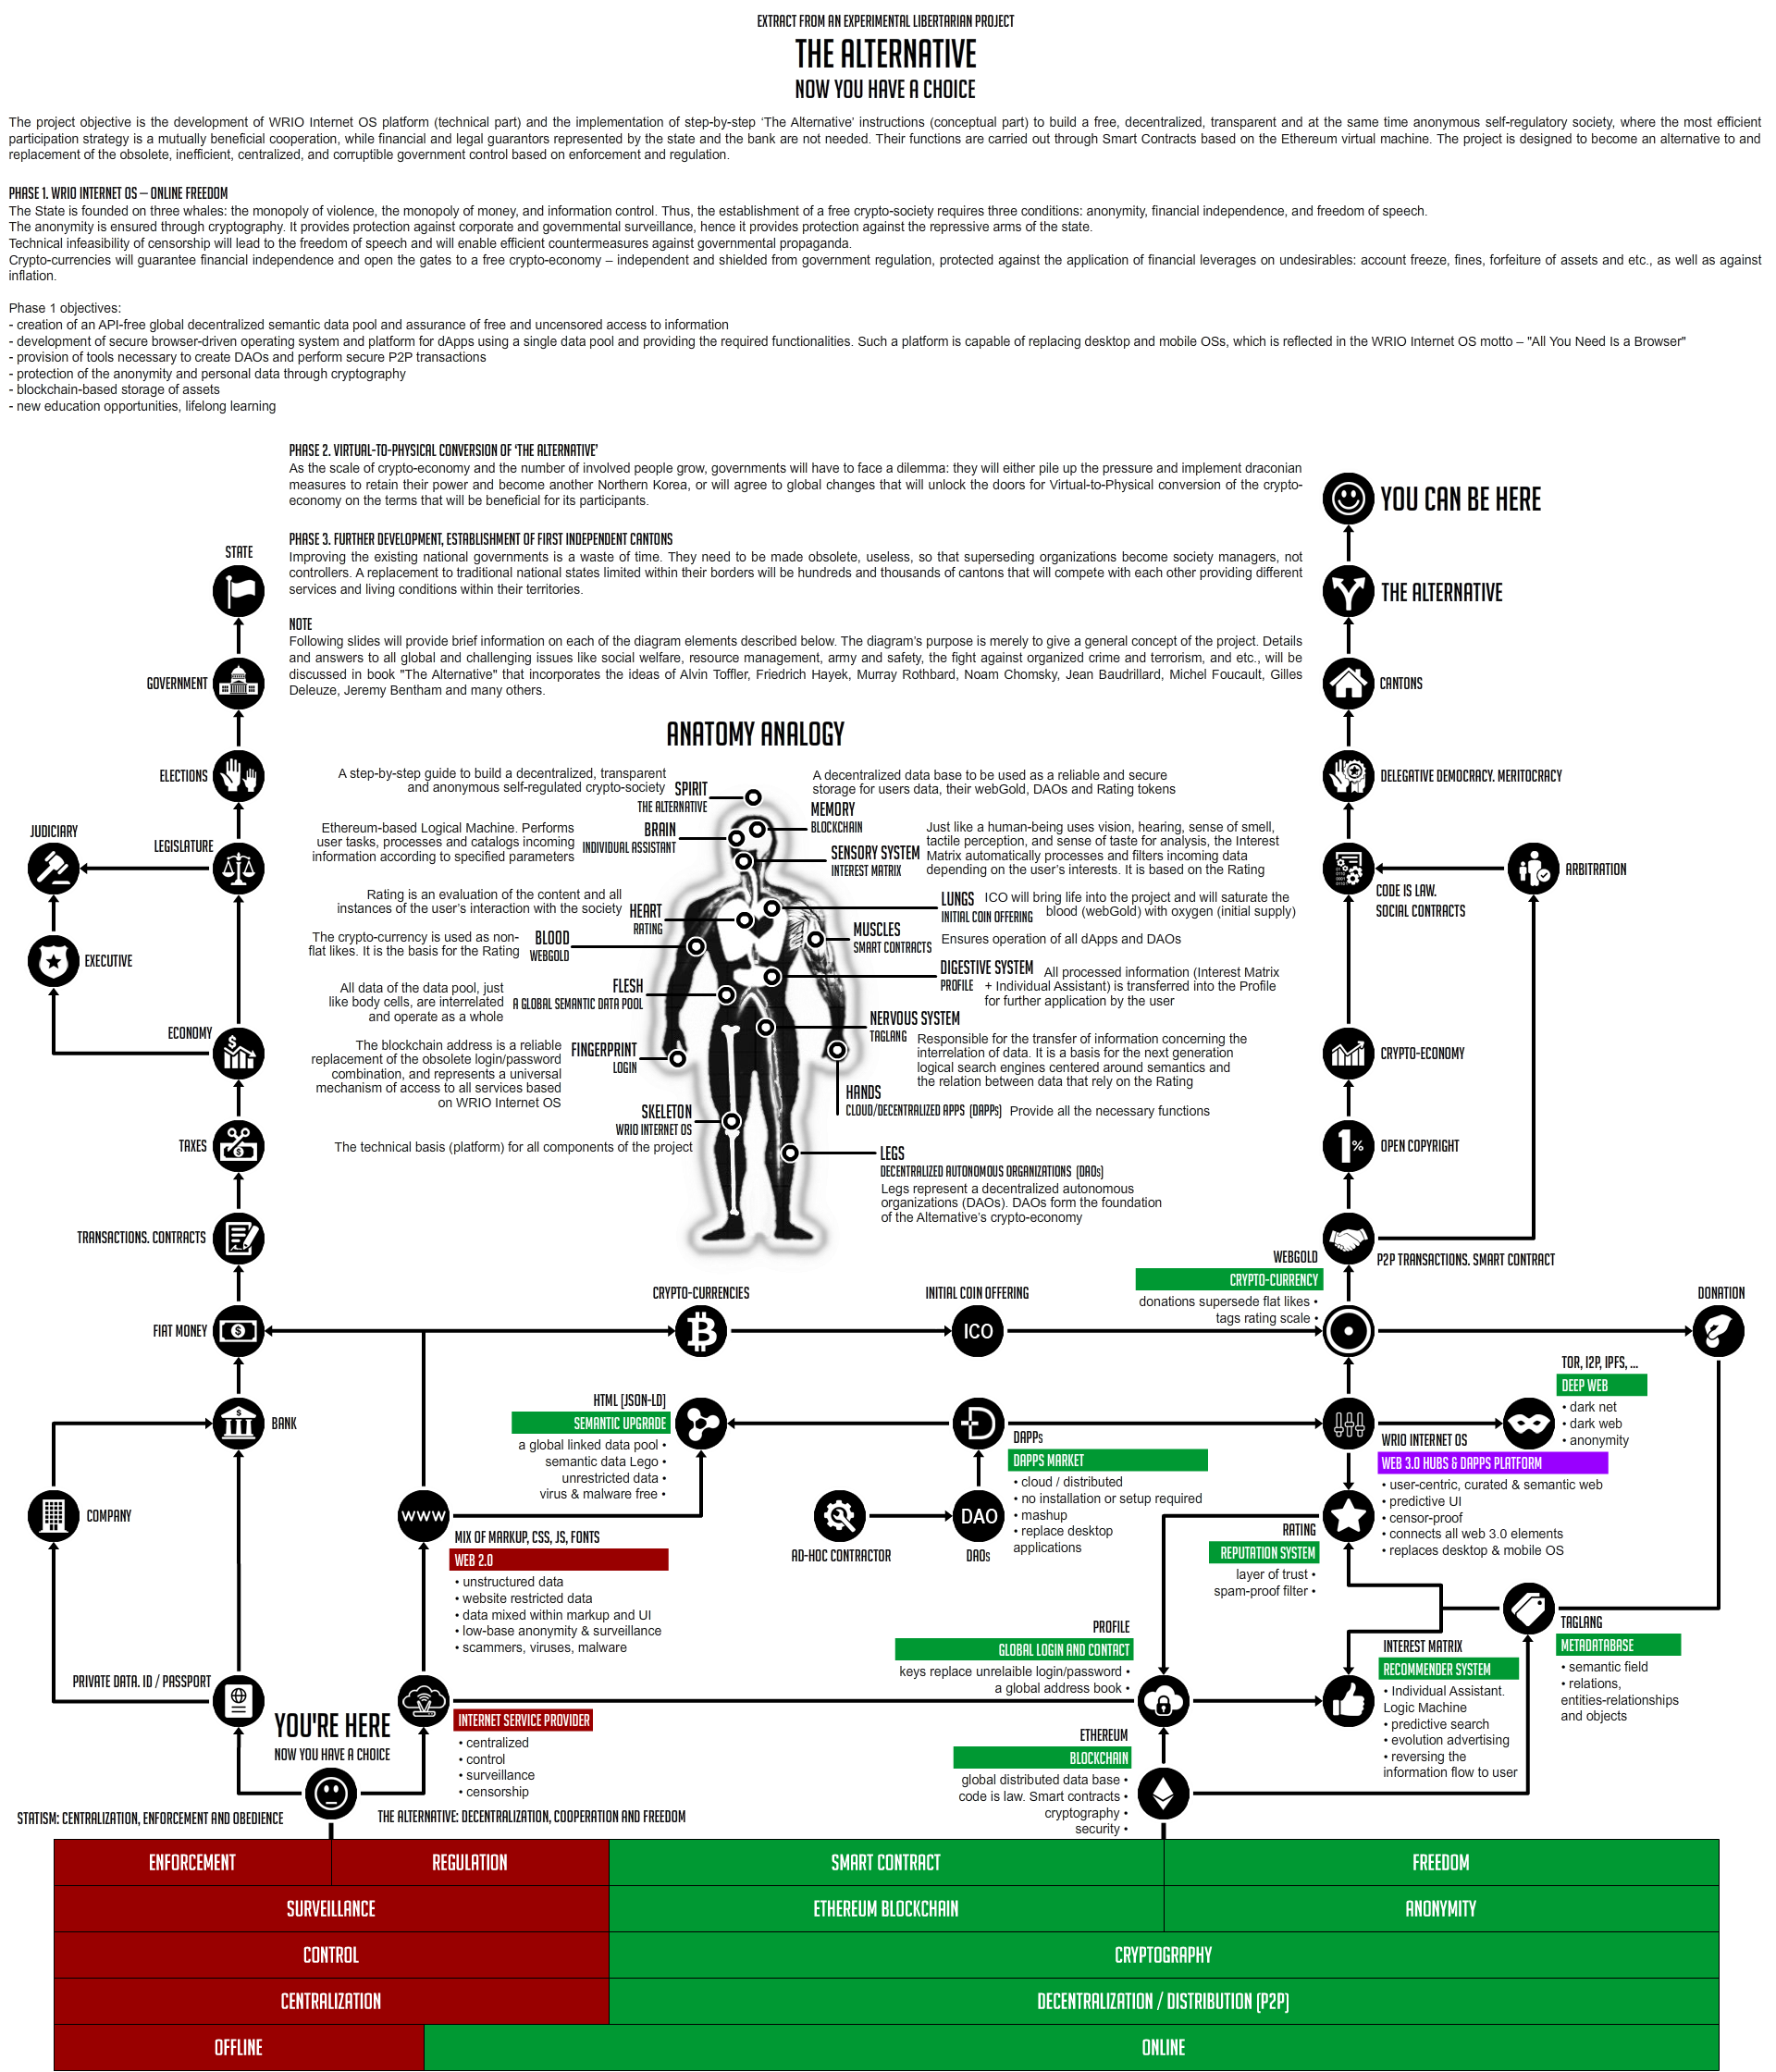 EXTRACT FROM AN EXPERIMENTAL LIBERTARIAN PROJECT
THE ALTERNATIVE
NOW YOU HAVE A CHOICE
The project objective is the development of WRIO Internet OS platform (technical part) and the implementation of step-by-step ‘The Alternative’ instructions (conceptual part) to build a free, decentralized, transparent and at the same time anonymous self-regulatory society, where the most efficient
participation strategy is a mutually beneficial cooperation, while financial and legal guarantors represented by the state and the bank are not needed. Their functions are carried out through Smart Contracts based on the Ethereum virtual machine. The project is designed to become an alternative to and
replacement of the obsolete, inefficient, centralized, and corruptible government control based on enforcement and regulation.
PHASE 1. WRIO INTERNET OS – ONLINE FREEDOM
The State is founded on three whales: the monopoly of violence, the monopoly of money, and information control. Thus, the establishment of a free crypto-society requires three conditions: anonymity, financial independence, and freedom of speech.
The anonymity is ensured through cryptography. It provides protection against corporate and governmental surveillance, hence it provides protection against the repressive arms of the state.
Technical infeasibility of censorship will lead to the freedom of speech and will enable efficient countermeasures against governmental propaganda.
Crypto-currencies will guarantee financial independence and open the gates to a free crypto-economy – independent and shielded from government regulation, protected against the application of financial leverages on undesirables: account freeze, fines, forfeiture of assets and etc., as well as against
inflation.
Phase 1 objectives:
- creation of an API-free global decentralized semantic data pool and assurance of free and uncensored access to information
- development of secure browser-driven operating system and platform for dApps using a single data pool and providing the required functionalities. Such a platform is capable of replacing desktop and mobile OSs, which is reflected in the WRIO Internet OS motto – "All You Need Is a Browser"
- provision of tools necessary to create DAOs and perform secure P2P transactions
- protection of the anonymity and personal data through cryptography
- blockchain-based storage of assets
- new education opportunities, lifelong learning
PHASE 2. VIRTUAL-TO-PHYSICAL CONVERSION OF ‘THE ALTERNATIVE’
As the scale of crypto-economy and the number of involved people grow, governments will have to face a dilemma: they will either pile up the pressure and implement draconian
measures to retain their power and become another Northern Korea, or will agree to global changes that will unlock the doors for Virtual-to-Physical conversion of the crypto-
economy on the terms that will be beneficial for its participants.
PHASE 3. FURTHER DEVELOPMENT, ESTABLISHMENT OF FIRST INDEPENDENT CANTONS
Improving the existing national governments is a waste of time. They need to be made obsolete, useless, so that superseding organizations become society managers, not
controllers. A replacement to traditional national states limited within their borders will be hundreds and thousands of cantons that will compete with each other providing different
services and living conditions within their territories.
NOTE
Following slides will provide brief information on each of the diagram elements described below. The diagram’s purpose is merely to give a general concept of the project. Details
and answers to all global and challenging issues like social welfare, resource management, army and safety, the fight against organized crime and terrorism, and etc., will be
discussed in book "The Alternative" that incorporates the ideas of Alvin Toffler, Friedrich Hayek, Murray Rothbard, Noam Chomsky, Jean Baudrillard, Michel Foucault, Gilles
Deleuze, Jeremy Bentham and many others.
STATE
GOVERNMENT
ELECTIONS
JUDICIARY
LEGISLATURE
EXECUTIVE
ECONOMY
TAXES
TRANSACTIONS. CONTRACTS
FIAT MONEY
BANK
COMPANY
PRIVATE DATA. ID / PASSPORT
YOU CAN BE HERE
THE ALTERNATIVE
CANTONS
DELEGATIVE DEMOCRACY. MERITOCRACY
ARBITRATION
CODE IS LAW.
SOCIAL CONTRACTS
CRYPTO-ECONOMY
1%
OPEN COPYRIGHT
P2P TRANSACTIONS. SMART CONTRACT
ANATOMY ANALOGY
A step-by-step guide to build a decentralized, transparent
and anonymous self-regulated crypto-society
SPIRIT
THE ALTERNATIVE
A decentralized data base to be used as a reliable and secure
storage for users data, their webGold, DAOs and Rating tokens
MEMORY
BLOCKCHAIN
Ethereum-based Logical Machine. Performs
user tasks, processes and catalogs incoming
information according to specified parameters
BRAIN
INDIVIDUAL ASSISTANT
SENSORY SYSTEM
INTEREST MATRIX
Just like a human-being uses vision, hearing, sense of smell,
tactile perception, and sense of taste for analysis, the Interest
Matrix automatically processes and filters incoming data
depending on the user’s interests. It is based on the Rating
Rating is an evaluation of the content and all
instances of the user’s interaction with the society
HEART
RATING
LUNGS
INITIAL COIN OFFERING
ICO will bring life into the project and will saturate the
blood (webGold) with oxygen (initial supply)
The crypto-currency is used as non-
flat likes. It is the basis for the Rating
BLOOD
WEBGOLD
MUSCLES
SMART CONTRACTS
Ensures operation of all dApps and DAOs
DIGESTIVE SYSTEM
PROFILE
All processed information (Interest Matrix
+ Individual Assistant) is transferred into the Profile
for further application by the user
All data of the data pool, just
like body cells, are interrelated
and operate as a whole
FLESH
A GLOBAL SEMANTIC DATA POOL
NERVOUS SYSTEM
TAGLANG
Responsible for the transfer of information concerning the
interrelation of data. It is a basis for the next generation
logical search engines centered around semantics and
the relation between data that rely on the Rating
The blockchain address is a reliable
replacement of the obsolete login/password
combination, and represents a universal
mechanism of access to all services based
on WRIO Internet OS
FINGERPRINT
LOGIN
HANDS
CLOUD/DECENTRALIZED APPS (DAPPs)
Provide all the necessary functions
SKELETON
WRIO INTERNET OS
The technical basis (platform) for all components of the project
LEGS
DECENTRALIZED AUTONOMOUS ORGANIZATIONS (DAOs)
Legs represent a decentralized autonomous
organizations (DAOs). DAOs form the foundation
of the Alternative’s crypto-economy
CRYPTO-CURRENCIES
INITIAL COIN OFFERING
ICO
WEBGOLD
CRYPTO-CURRENCY
donations supersede flat likes •
tags rating scale •
DONATION
HTML (JSON-LD)
SEMANTIC UPGRADE
a global linked data pool •
semantic data Lego •
unrestricted data •
virus & malware free •
DAPPs
DAPPS MARKET
• cloud / distributed
• no installation or setup required
• mashup
• replace desktop
applications
TOR, I2P, IPFS, ...
DEEP WEB
• dark net
• dark web
• anonymity
WRIO INTERNET OS
WEB 3.0 HUBS & DAPPS PLATFORM
• user-centric, curated & semantic web
• predictive UI
• censor-proof
• connects all web 3.0 elements
• replaces desktop & mobile OS
WWW
MIX OF MARKUP, CSS, JS, FONTS
WEB 2.0
• unstructured data
• website restricted data
• data mixed within markup and UI
• low-base anonymity & surveillance
• scammers, viruses, malware
AD-HOC CONTRACTOR
DAO
DAOs
RATING
REPUTATION SYSTEM
layer of trust •
spam-proof filter •
TAGLANG
METADATABASE
• semantic field
• relations,
entities-relationships
and objects
PROFILE
GLOBAL LOGIN AND CONTACT
keys replace unrelaible login/password •
a global address book •
INTEREST MATRIX
RECOMMENDER SYSTEM
• Individual Assistant.
Logic Machine
• predictive search
• evolution advertising
• reversing the
information flow to user
YOU'RE HERE
NOW YOU HAVE A CHOICE
INTERNET SERVICE PROVIDER
• centralized
• control
• surveillance
• censorship
ETHEREUM
BLOCKCHAIN
global distributed data base •
code is law. Smart contracts •
cryptography •
security •
STATISM: CENTRALIZATION, ENFORCEMENT AND OBEDIENCE
THE ALTERNATIVE: DECENTRALIZATION, COOPERATION AND FREEDOM
ENFORCEMENT
REGULATION
SMART CONTRACT
FREEDOM
SURVEILLANCE
ETHEREUM BLOCKCHAIN
ANONYMITY
CONTROL
CRYPTOGRAPHY
CENTRALIZATION
DECENTRALIZATION / DISTRIBUTION (P2P)
OFFLINE
ONLINE